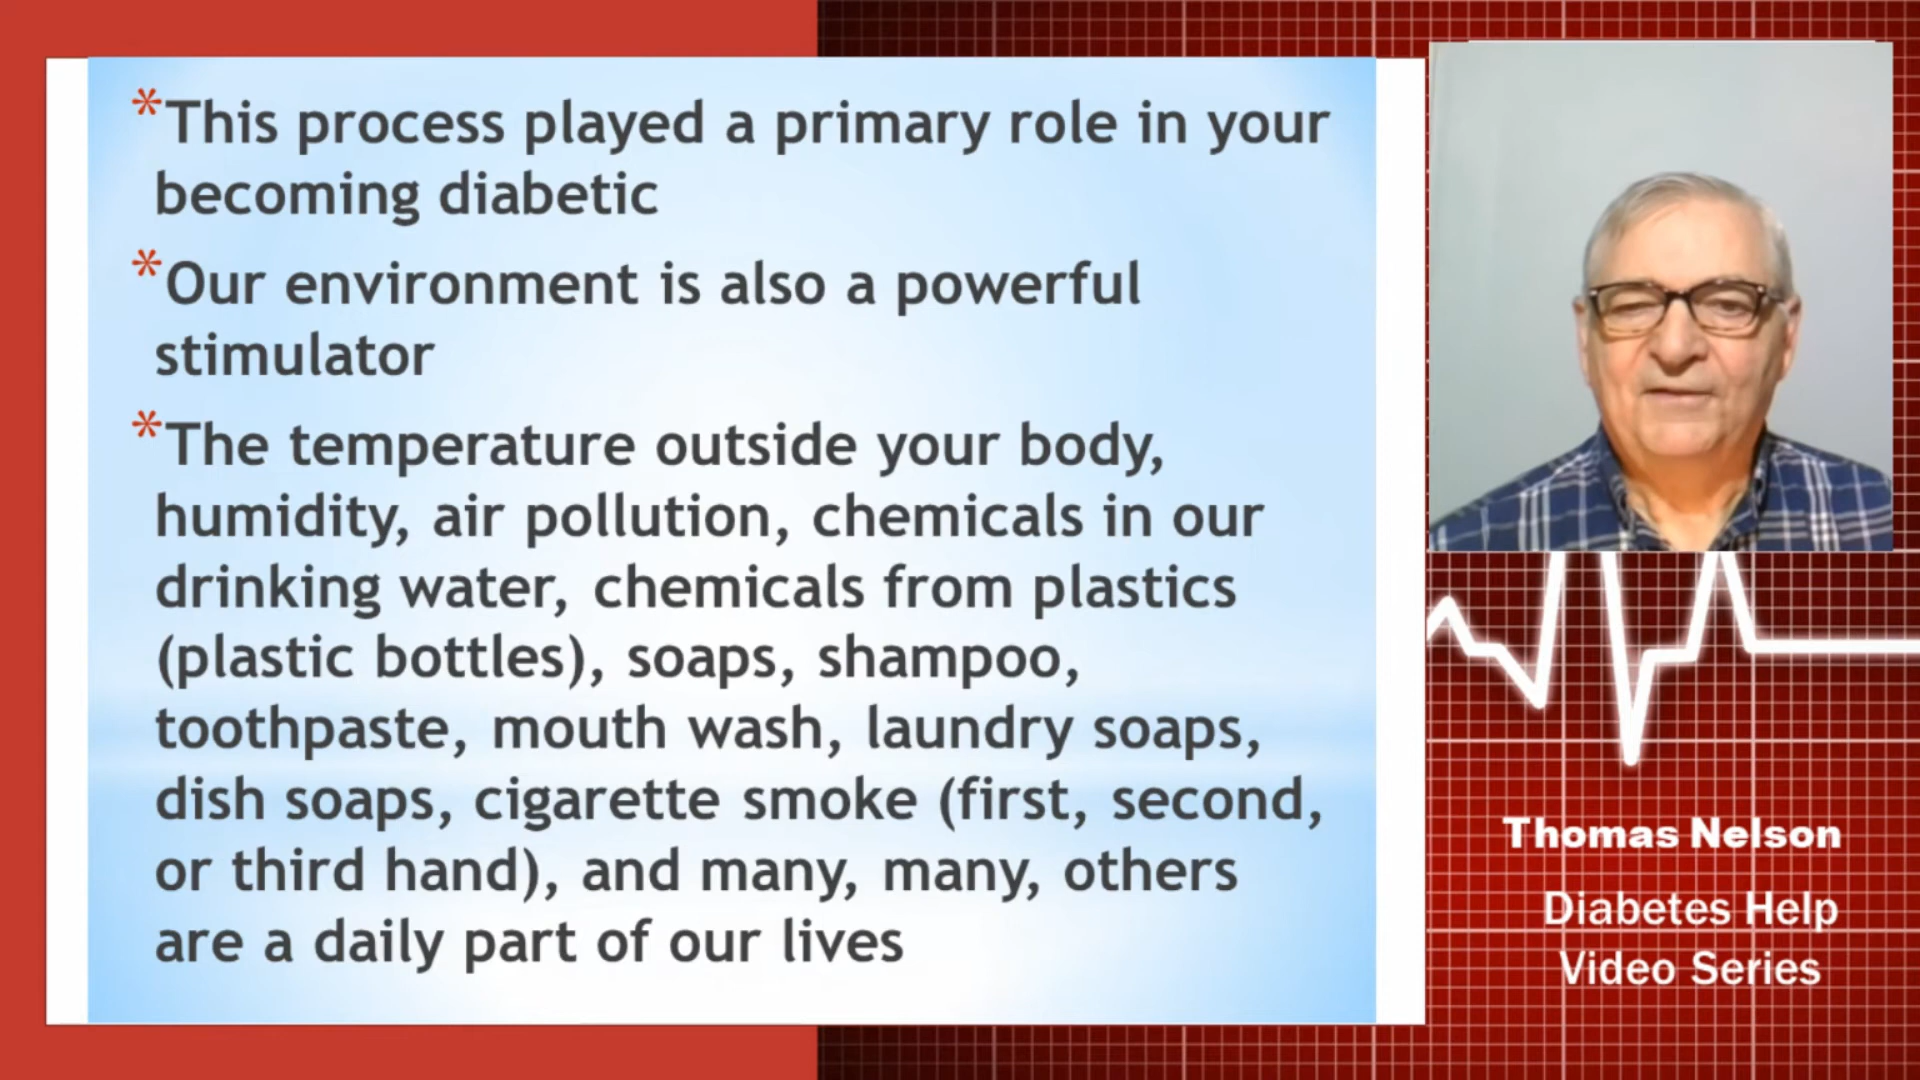 *This process played a primary role in your
becoming diabetic
*Our environment is also a powerful
stimulator
*The temperature outside your body,
humidity, air pollution, chemicals in our
drinking water, chemicals from plastics
(plastic bottles), soaps, shampoo,
toothpaste, mouth wash, laundry soaps,
dish soaps, cigarette smoke (first, second,
or third hand), and many, many, others
are a daily part of our lives
Thomas Nelson
Diabetes Help
Video Series